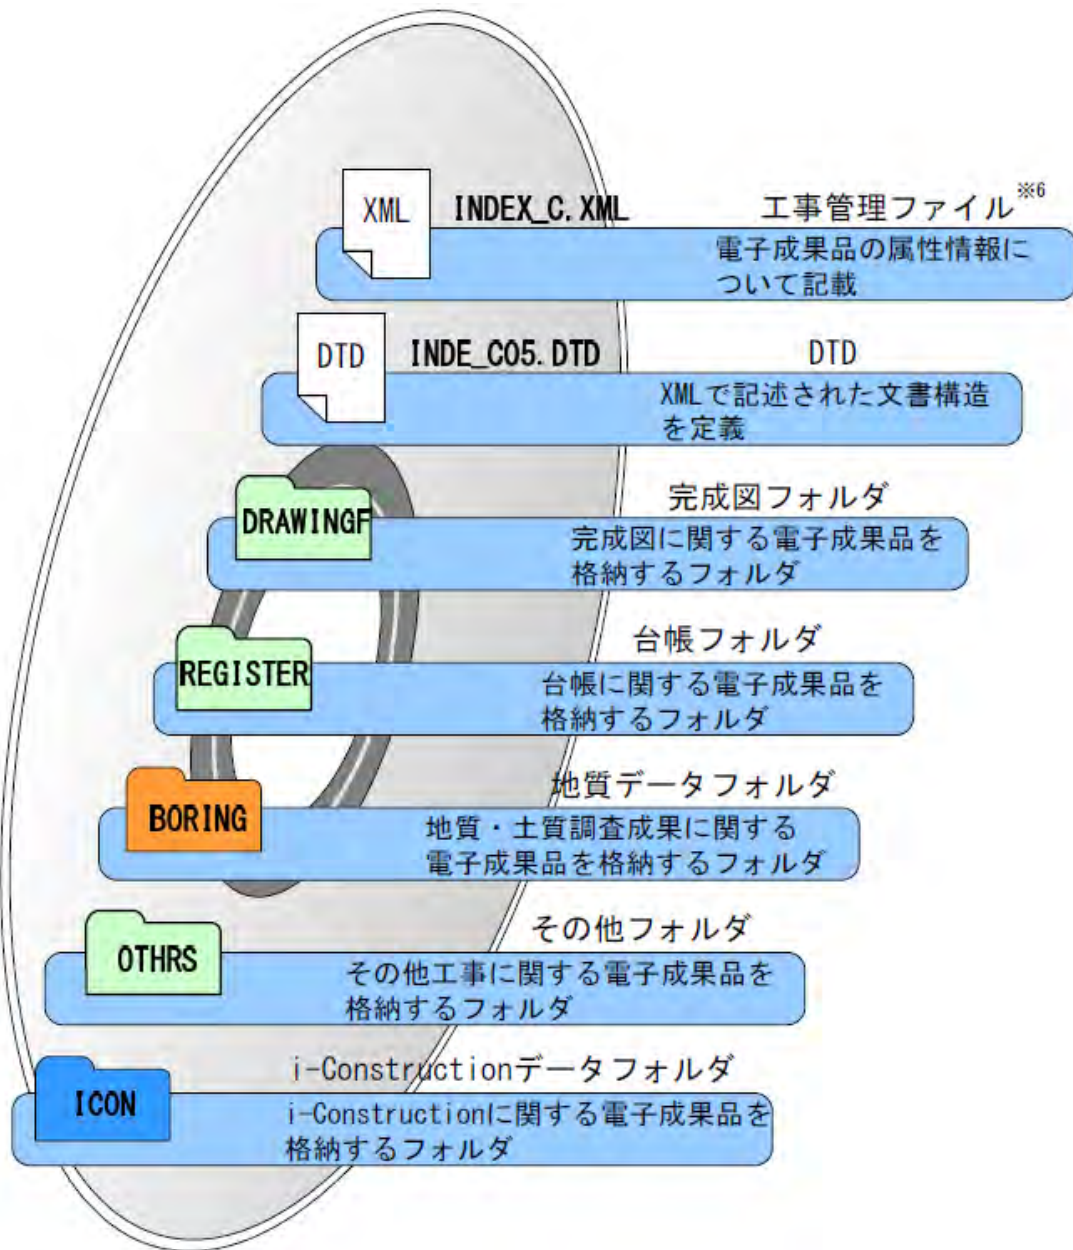 XML
INDEX_C.XML
工事管理ファイル※6
電子成果品の属性情報に
ついて記載
DTD
INDE_C05.DTD
DTD
XMLで記述された文書構造
を定義
DRAWINGF
完成図フォルダ
完成図に関する電子成果品を
格納するフォルダ
REGISTER
台帳フォルダ
台帳に関する電子成果品を
格納するフォルダ
BORING
地質データフォルダ
地質・土質調査成果に関する
電子成果品を格納するフォルダ
OTHRS
その他フォルダ
その他工事に関する電子成果品を
格納するフォルダ
ICON
i-Constructionデータフォルダ
i-Constructionに関する電子成果品を
格納するフォルダ